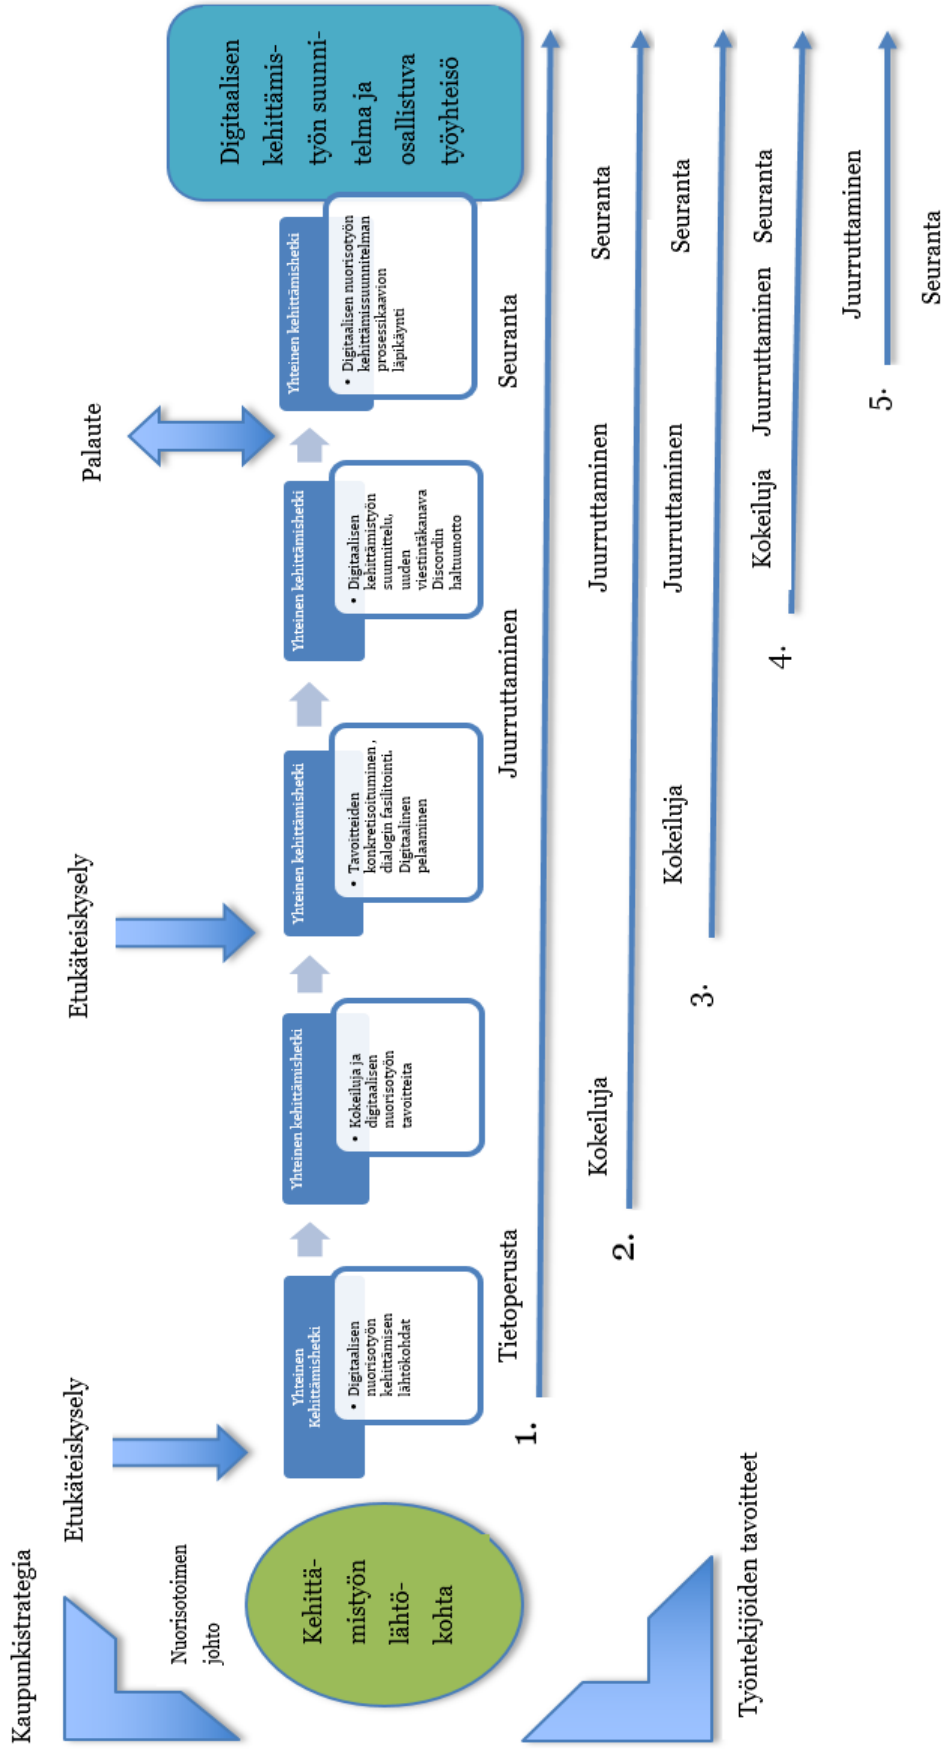 Kaupunkistrategia
Nuorisotoimen
johto
Kehittä-
mistyön
lähtö-
kohta
Työntekijöiden tavoitteet
Etukäteiskysely
Etukäteiskysely
Palaute
Yhteinen
Kehittämishetki
• Digitaalisen
nuorisotyön
kehittämisen
lähtökohdat
Yhteinen kehittämishetki
• Kokeiluja ja
digitaalisen
nuorisotyön
tavoitteita
Yhteinen kehittämishetki
• Tavoitteiden
konkretisoituminen ,
dialogin fasilitointi.
Digitaalinen
pelaaminen
Yhteinen kehittämishetki
• Digitaalisen
kehittämistyön
suunnittelu,
uuden
viestintäkanava
Discordin
haltuunotto
Yhteinen kehittämishetki
• Digitaalisen nuorisotyön
kehittämissuunnitelman
prosessikaavion
läpikäynti
Digitaalisen
kehittämis-
työn suunni-
telma ja
osallistuva
työyhteisö
Tietoperusta Juurruttaminen Seuranta
1.
Kokeiluja Juurruttaminen Seuranta
2.
Kokeiluja Juurruttaminen Seuranta
3.
Kokeiluja Juurruttaminen Seuranta
4.
Juurruttaminen
5.
Seuranta